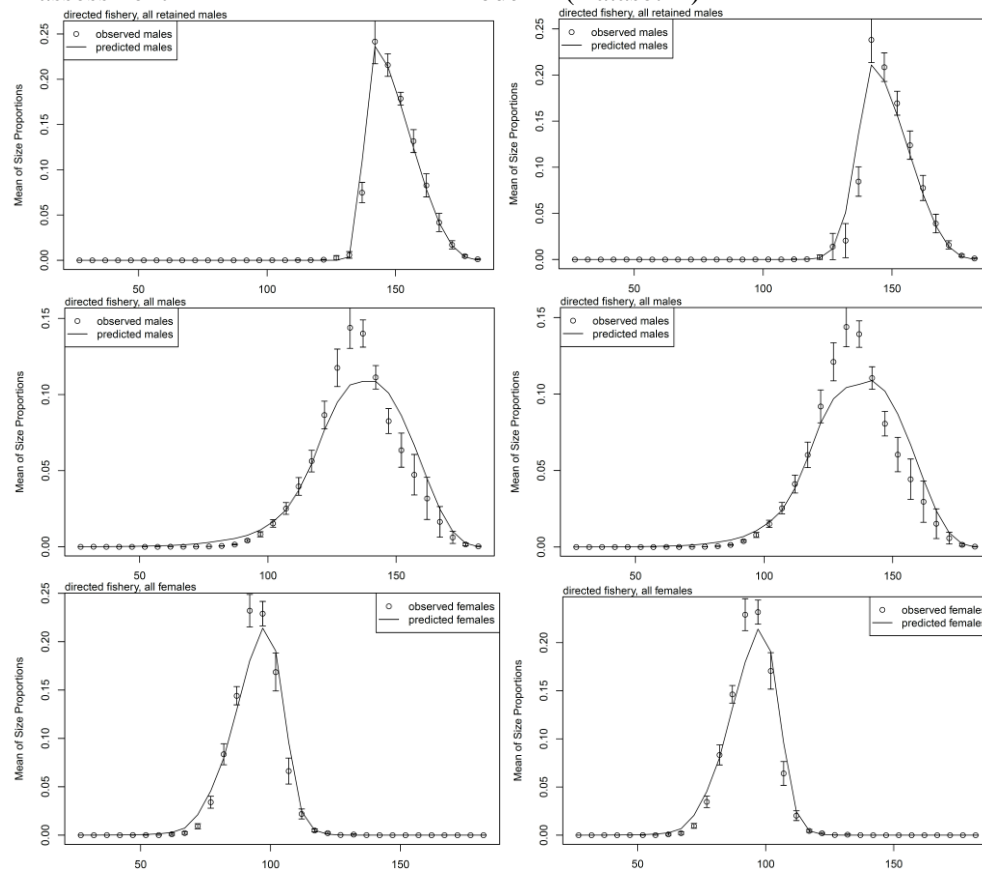 directed fishery, all retained males
observed males
predicted males
Mean of Size Proportions
0.25
0.20
0.15
0.10
0.05
0.00
50 100 150
directed fishery, all retained males
observed males
predicted males
Mean of Size Proportions
0.25
0.20
0.15
0.10
0.05
0.00
50 100 150
directed fishery, all males
observed males
predicted males
Mean of Size Proportions
0.15
0.10
0.05
0.00
50 100 150
directed fishery, all males
observed males
predicted males
Mean of Size Proportions
0.15
0.10
0.05
0.00
50 100 150
directed fishery, all females
observed females
predicted females
Mean of Size Proportions
0.25
0.20
0.15
0.10
0.05
0.00
50 100 150
directed fishery, all females
observed females
predicted females
Mean of Size Proportions
0.20
0.15
0.10
0.05
0.00
50 100 150